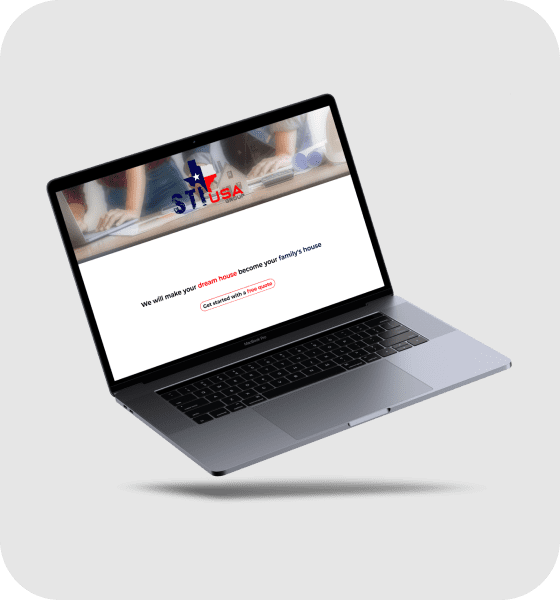 STI USA
GROUP
We will make your dream house become your family's house
Get started with a free quote
MacBook Pro